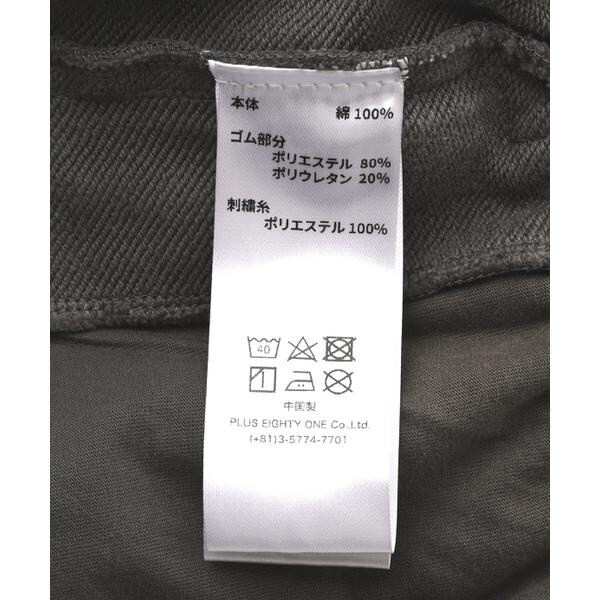 本体 綿 100%
ゴム部分
ポリエステル 80%
ポリウレタン 20%
刺繍糸
ポリエステル 100%
40
中国製
PLUS EIGHTY ONE Co.,Ltd.
(+81)3-5774-7701